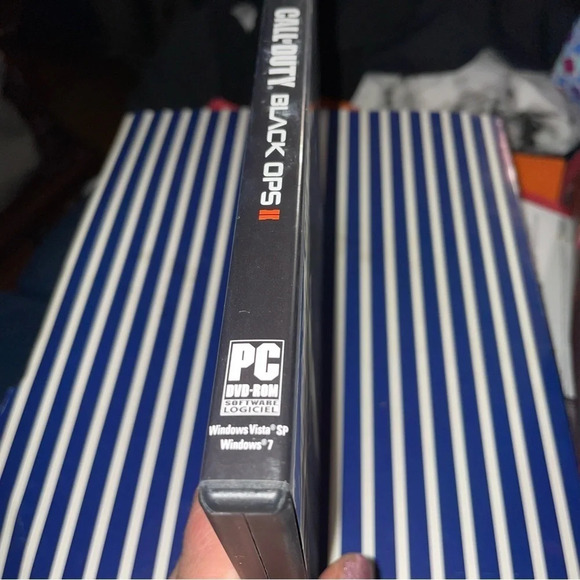 CALL OF DUTY BLACK OPS II
PC
DVD-ROM
SOFTWARE
LOGICIEL
Windows Vista® SP
Windows® 7